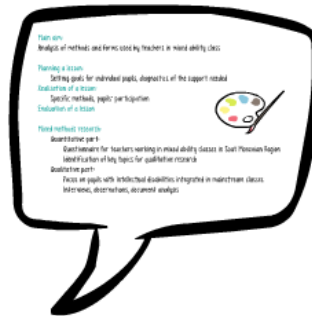 Main aim:
Analysis of methods and forms used by teachers in mixed ability class
Planning a lesson:
Setting goals for individual pupils, diagnostics of the support needed
Realization of a lesson:
Specific methods, pupils' participation
Evaluation of a lesson
Mixed methods research:
Quantitative part-
Questionnaire for teachers working in mixed ability classes in East Moravian Region
Identification of key topics for qualitative research
Qualitative part-
Focus on pupils with intellectual disabilities integrated in mainstream classes
Interviews, observations, document analysis